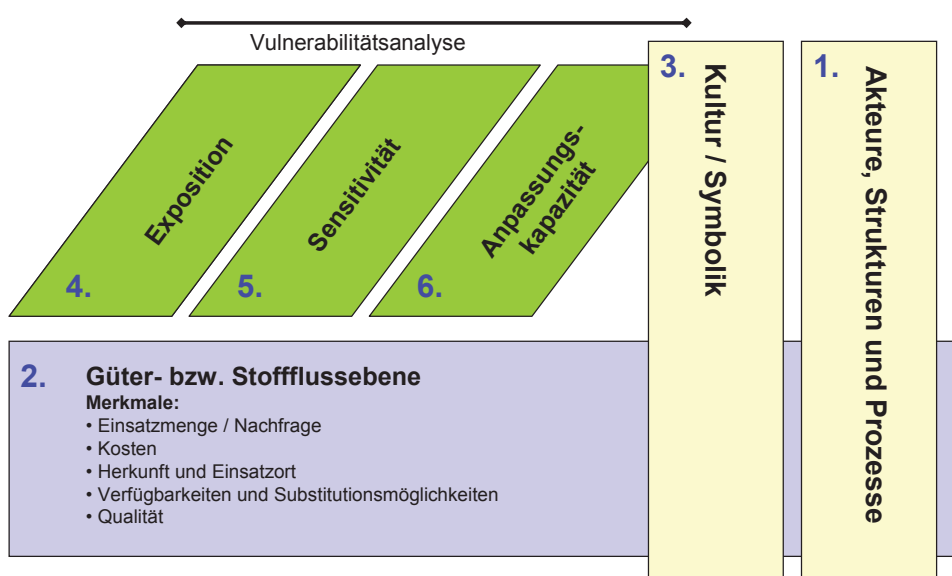 Vulnerabilitätsanalyse
4.
Exposition
5.
Sensitivität
6.
Anpassungs-
kapazität
3.
Kultur / Symbolik
1.
Akteure, Strukturen und Prozesse
2.
Güter- bzw. Stoffflussebene
Merkmale:
• Einsatzmenge / Nachfrage
• Kosten
• Herkunft und Einsatzort
• Verfügbarkeiten und Substitutionsmöglichkeiten
• Qualität